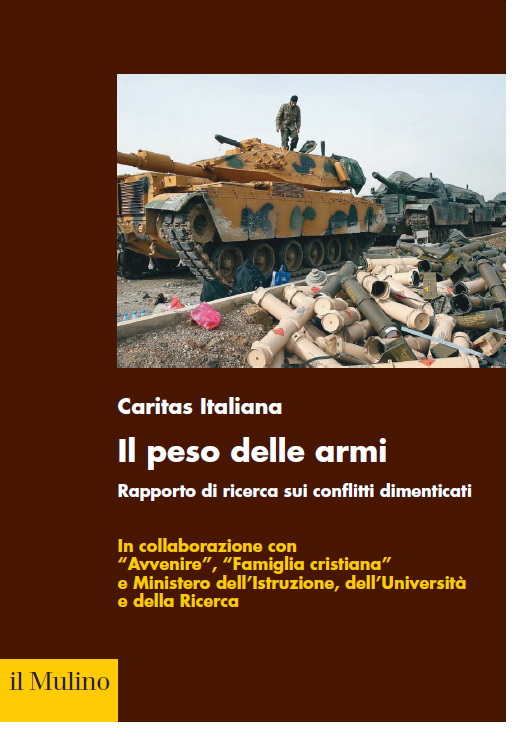 Caritas Italiana
Il peso delle armi
Rapporto di ricerca sui conflitti dimenticati
In collaborazione con
“Avvenire”, “Famiglia cristiana”
e Ministero dell’Istruzione, dell’Università
e della Ricerca
il Mulino